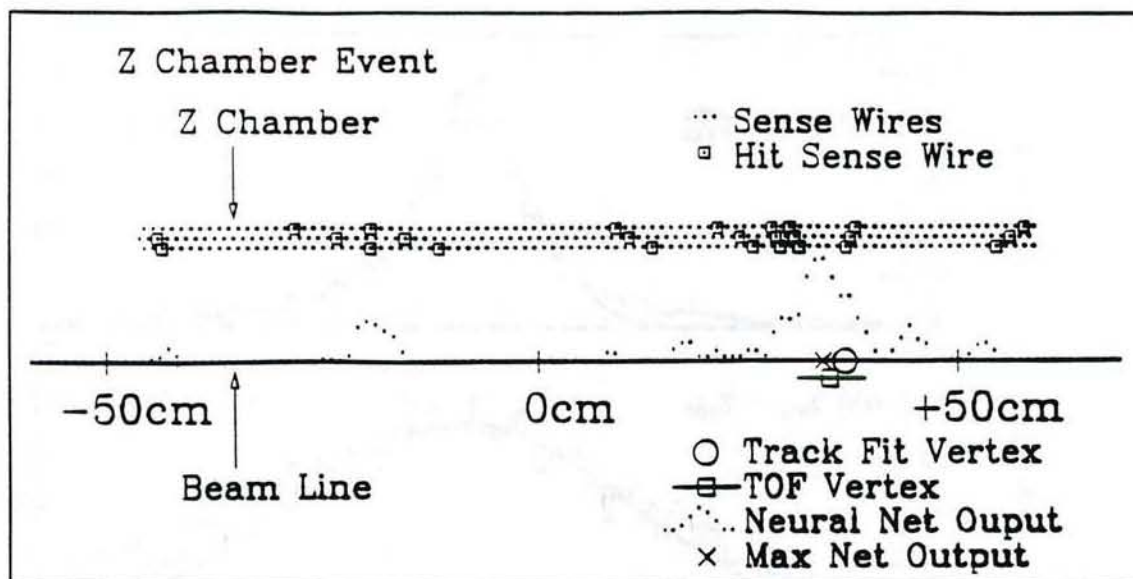 Z Chamber Event
Z Chamber
Sense Wires
Hit Sense Wire
-50cm
0cm
+50cm
Beam Line
Track Fit Vertex
TOF Vertex
Neural Net Ouput
Max Net Output